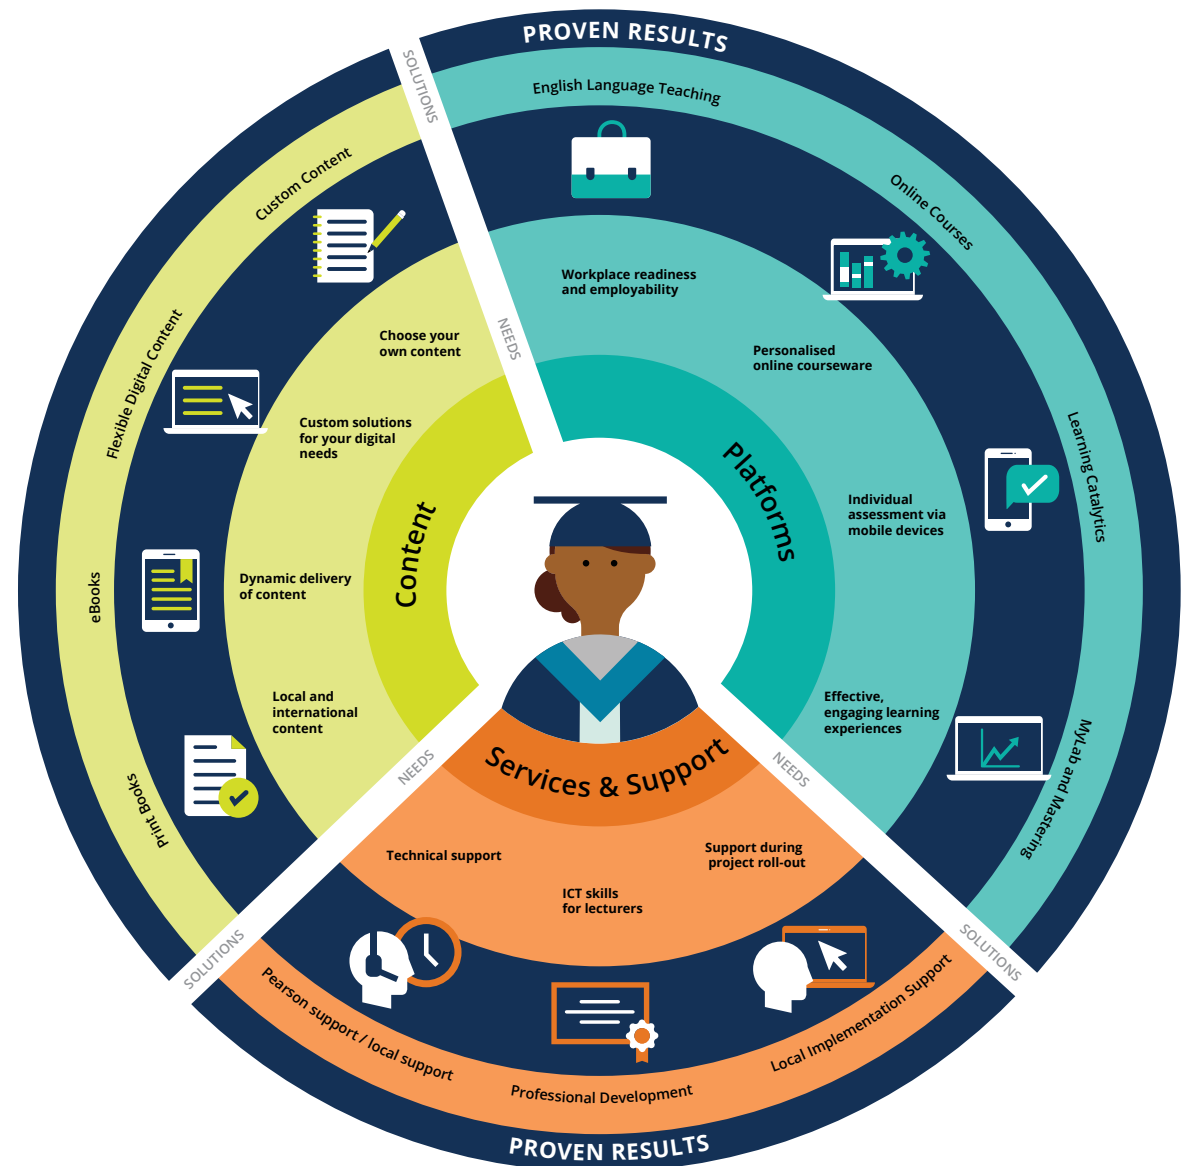 PROVEN RESULTS
SOLUTIONS
English Language Teaching
Online Courses
Learning Catalytics
MyLab and Mastering
Custom Content
Flexible Digital Content
eBooks
Print Books
NEEDS
Workplace readiness
and employability
Personalised
online courseware
Individual
assessment via
mobile devices
Effective,
engaging learning
experiences
Platforms
Choose your
own content
Custom solutions
for your digital
needs
Dynamic delivery
of content
Local and
international
content
Content
NEEDS
NEEDS
Services & Support
Technical support
ICT skills
for lecturers
Support during
project roll-out
SOLUTIONS
SOLUTIONS
Pearson support / local support
Professional Development
Local Implementation Support
PROVEN RESULTS